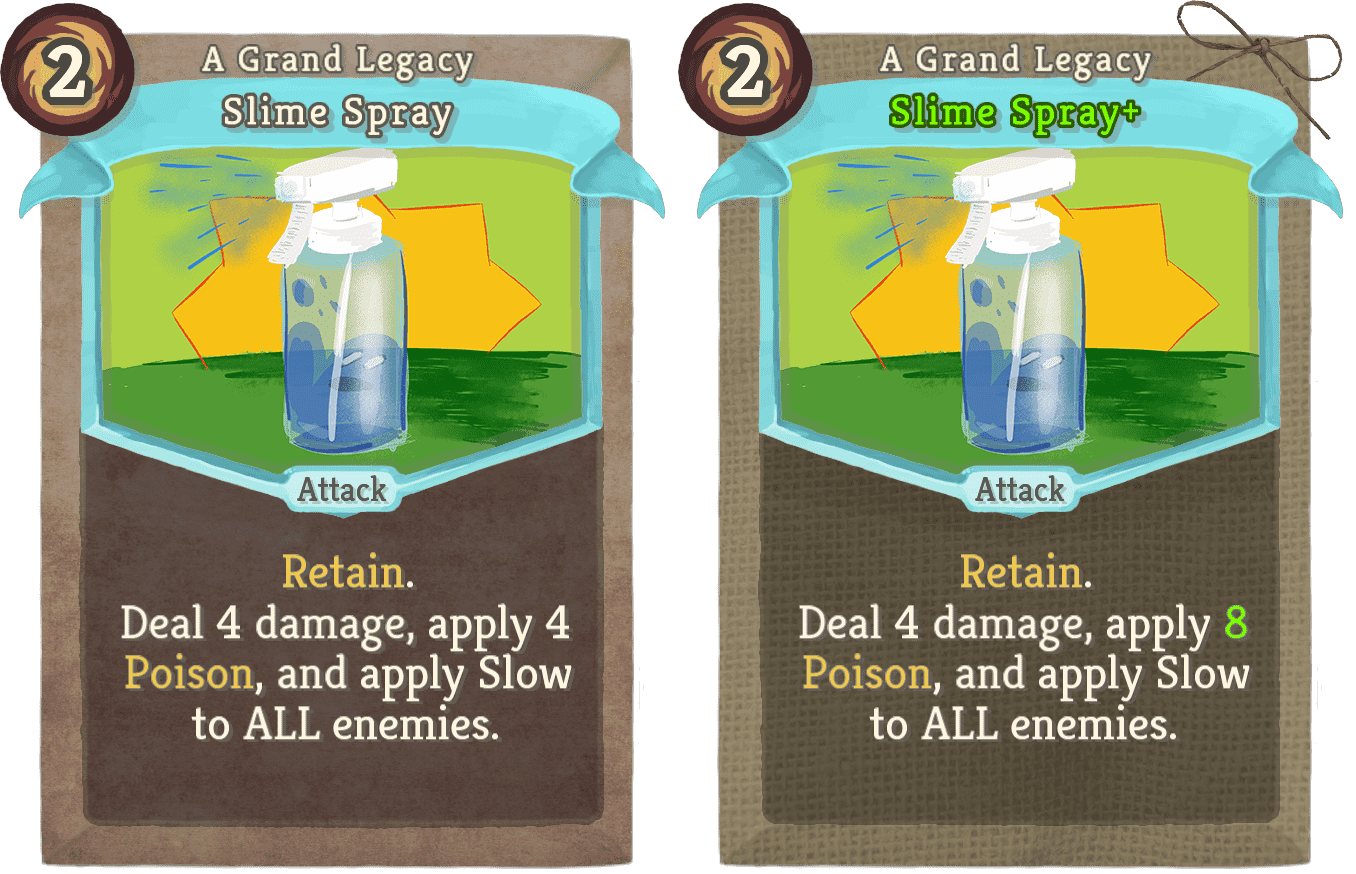 2
A Grand Legacy
Slime Spray
Attack
Retain.
Deal 4 damage, apply 4
Poison, and apply Slow
to ALL enemies.
2
A Grand Legacy
Slime Spray+
Attack
Retain.
Deal 4 damage, apply 8
Poison, and apply Slow
to ALL enemies.